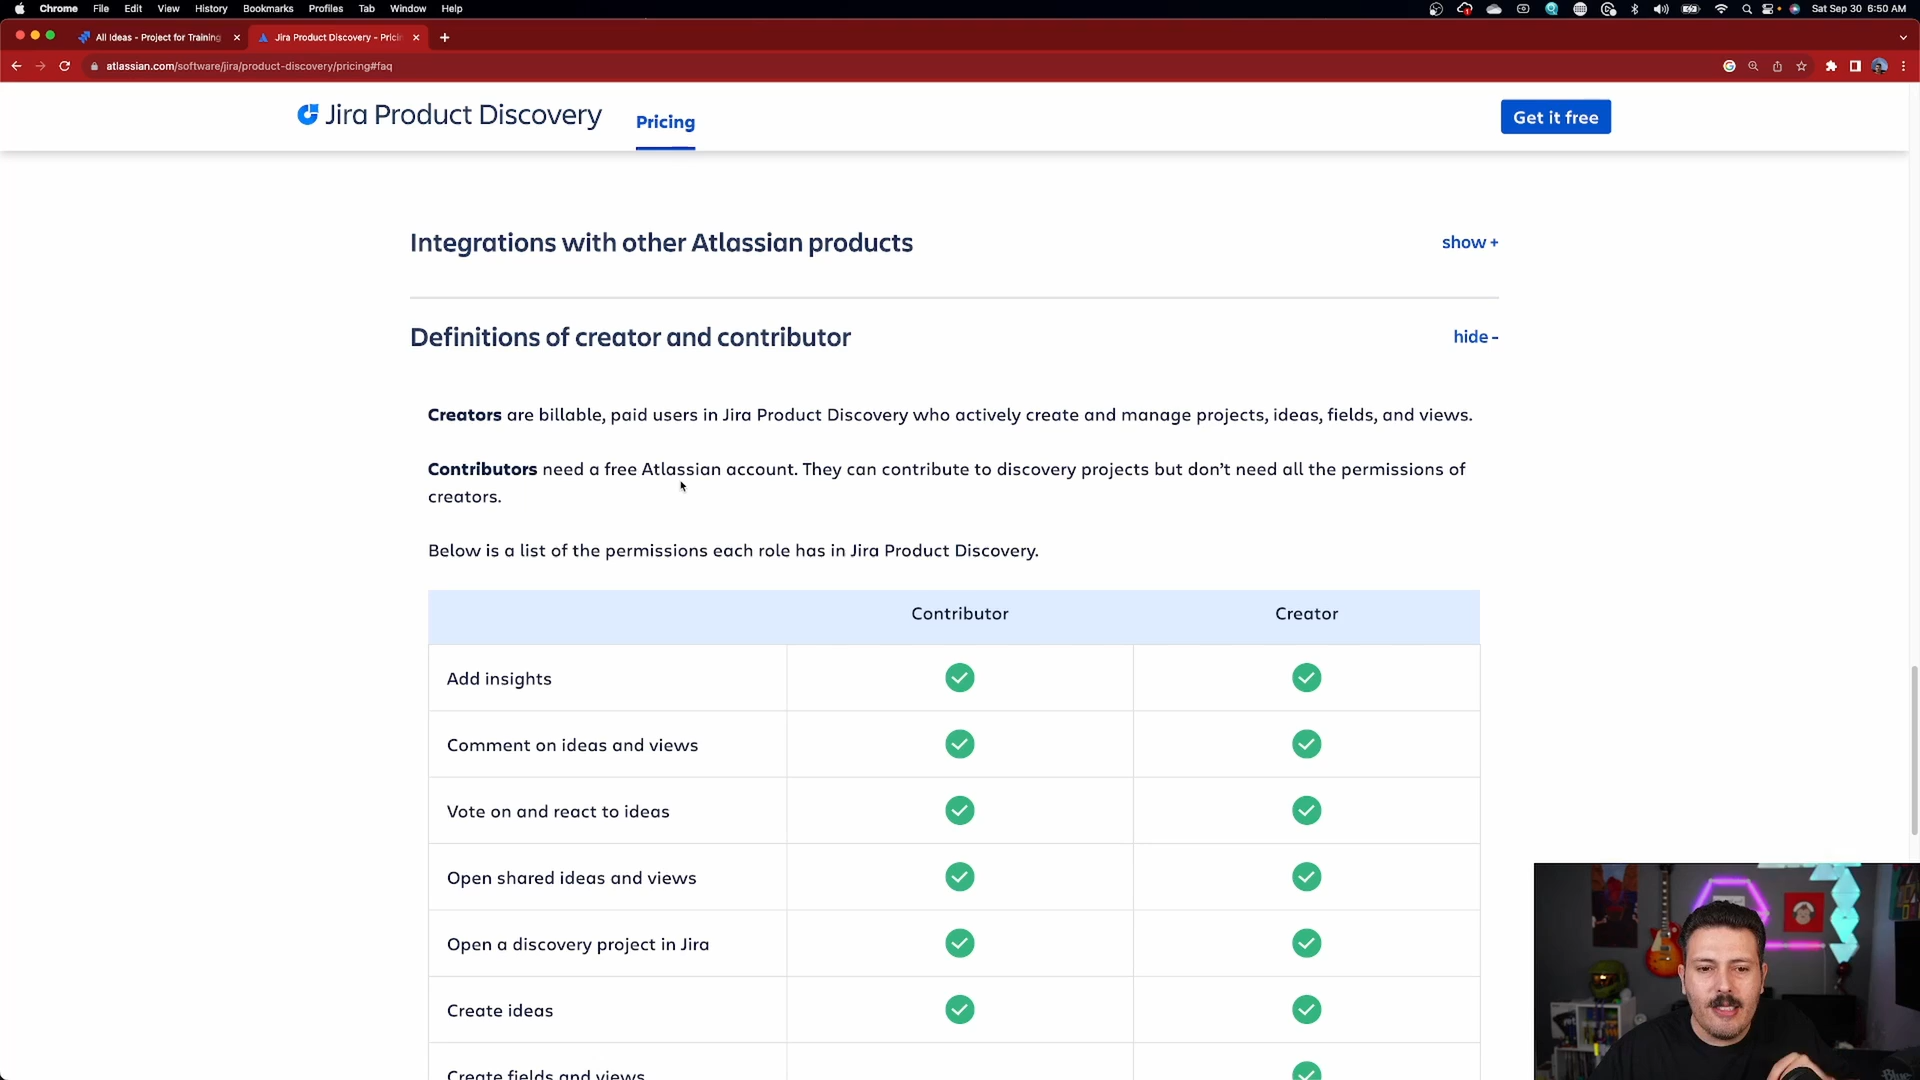 Chrome File Edit View History Bookmarks Profiles Tab Window Help Sat Sep 30 6:50 AM
All Ideas - Project for Training
Jira Product Discovery - Prici
atlassian.com/software/jira/product-discovery/pricing#faq
Jira Product Discovery
Pricing
Get it free
Integrations with other Atlassian products
show +
Definitions of creator and contributor
hide -
Creators are billable, paid users in Jira Product Discovery who actively create and manage projects, ideas, fields, and views.
Contributors need a free Atlassian account. They can contribute to discovery projects but don't need all the permissions of
creators.
Below is a list of the permissions each role has in Jira Product Discovery.
Contributor Creator
Add insights
Comment on ideas and views
Vote on and react to ideas
Open shared ideas and views
Open a discovery project in Jira
Create ideas
Create fields and views